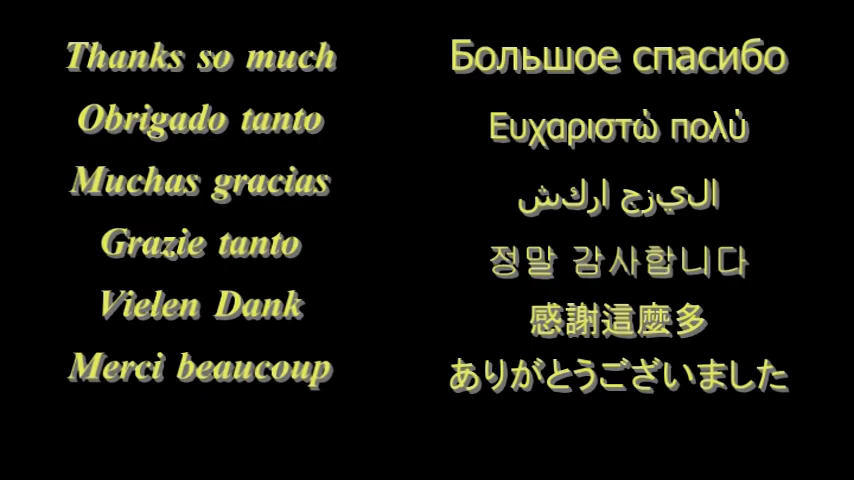 Thanks so much
Obrigado tanto
Muchas gracias
Grazie tanto
Vielen Dank
Merci beaucoup
Большое спасибо
Ευχαριστώ πολύ
اليزج اركش
정말 감사합니다
感謝這麼多
ありがとうございました